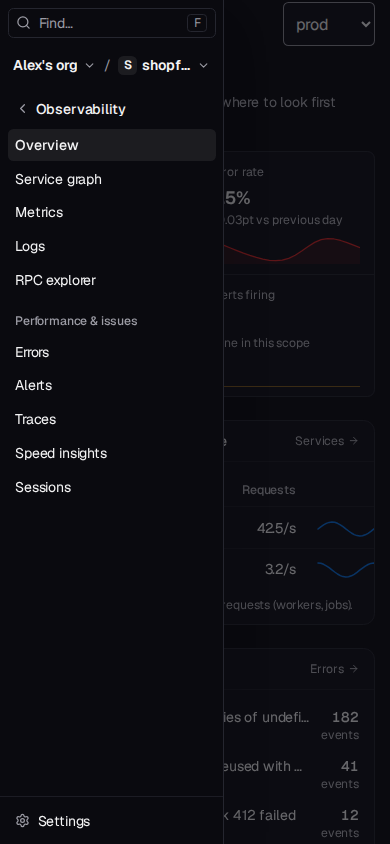 Find...
F
Alex's org
/
S
shopf...
Observability
Overview
Service graph
Metrics
Logs
RPC explorer
Performance & issues
Errors
Alerts
Traces
Speed insights
Sessions
Settings
prod
where to look first
ror rate
.5%
0.03pt vs previous day
erts firing
ne in this scope
e
Services →
Requests
42.5/s
3.2/s
requests (workers, jobs).
Errors →
ies of undefi...
182
events
eused with ...
41
events
k 412 failed
12
events